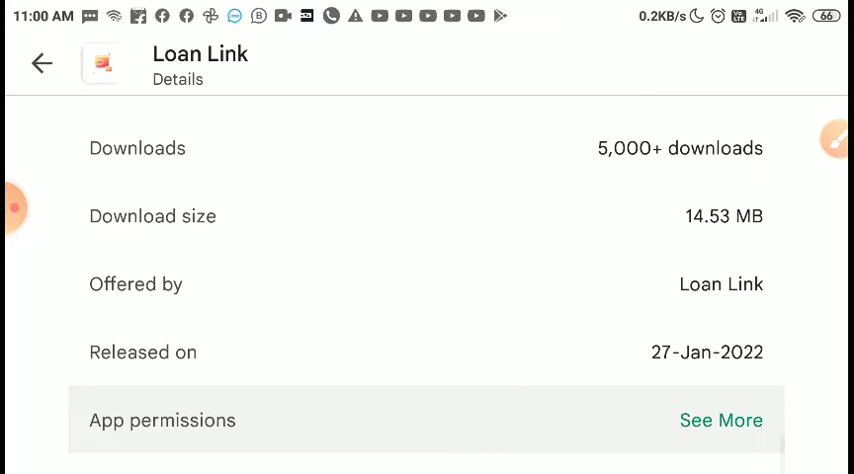 11:00 AM 0.2KB/s 4G 66
Loan Link
Details
Downloads 5,000+ downloads
Download size 14.53 MB
Offered by Loan Link
Released on 27-Jan-2022
App permissions See More